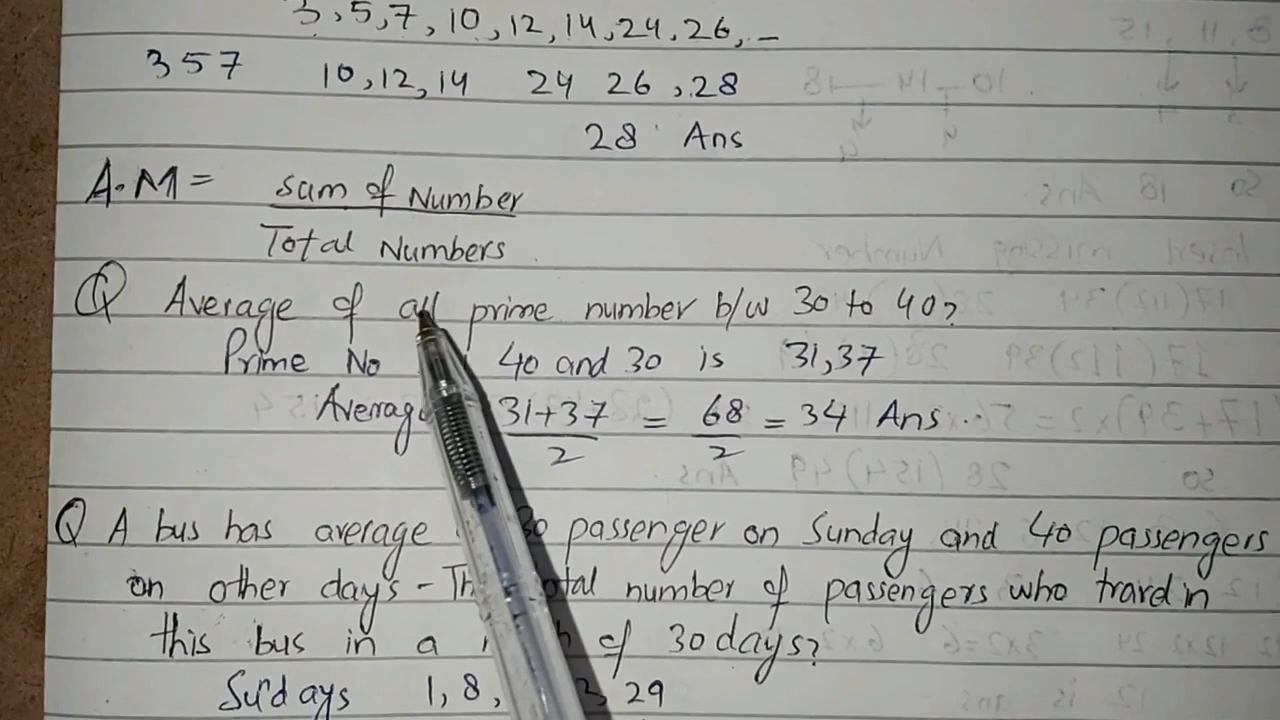 3,5,7,10,12,14,24,26,_
357 10,12,14 24 26,28
28 Ans
A.M = sum of Number
Total Numbers
Q Average of all prime number b/w 30 to 40?
Prime No 40 and 30 is 31,37
Average 31+37 = 68 = 34 Ans.
2 2
Q A bus has average 30 passenger on Sunday and 40 passengers
on other days - The total number of passengers who travel in
this bus in a of 30 days?
Sundays 1, 8, 29